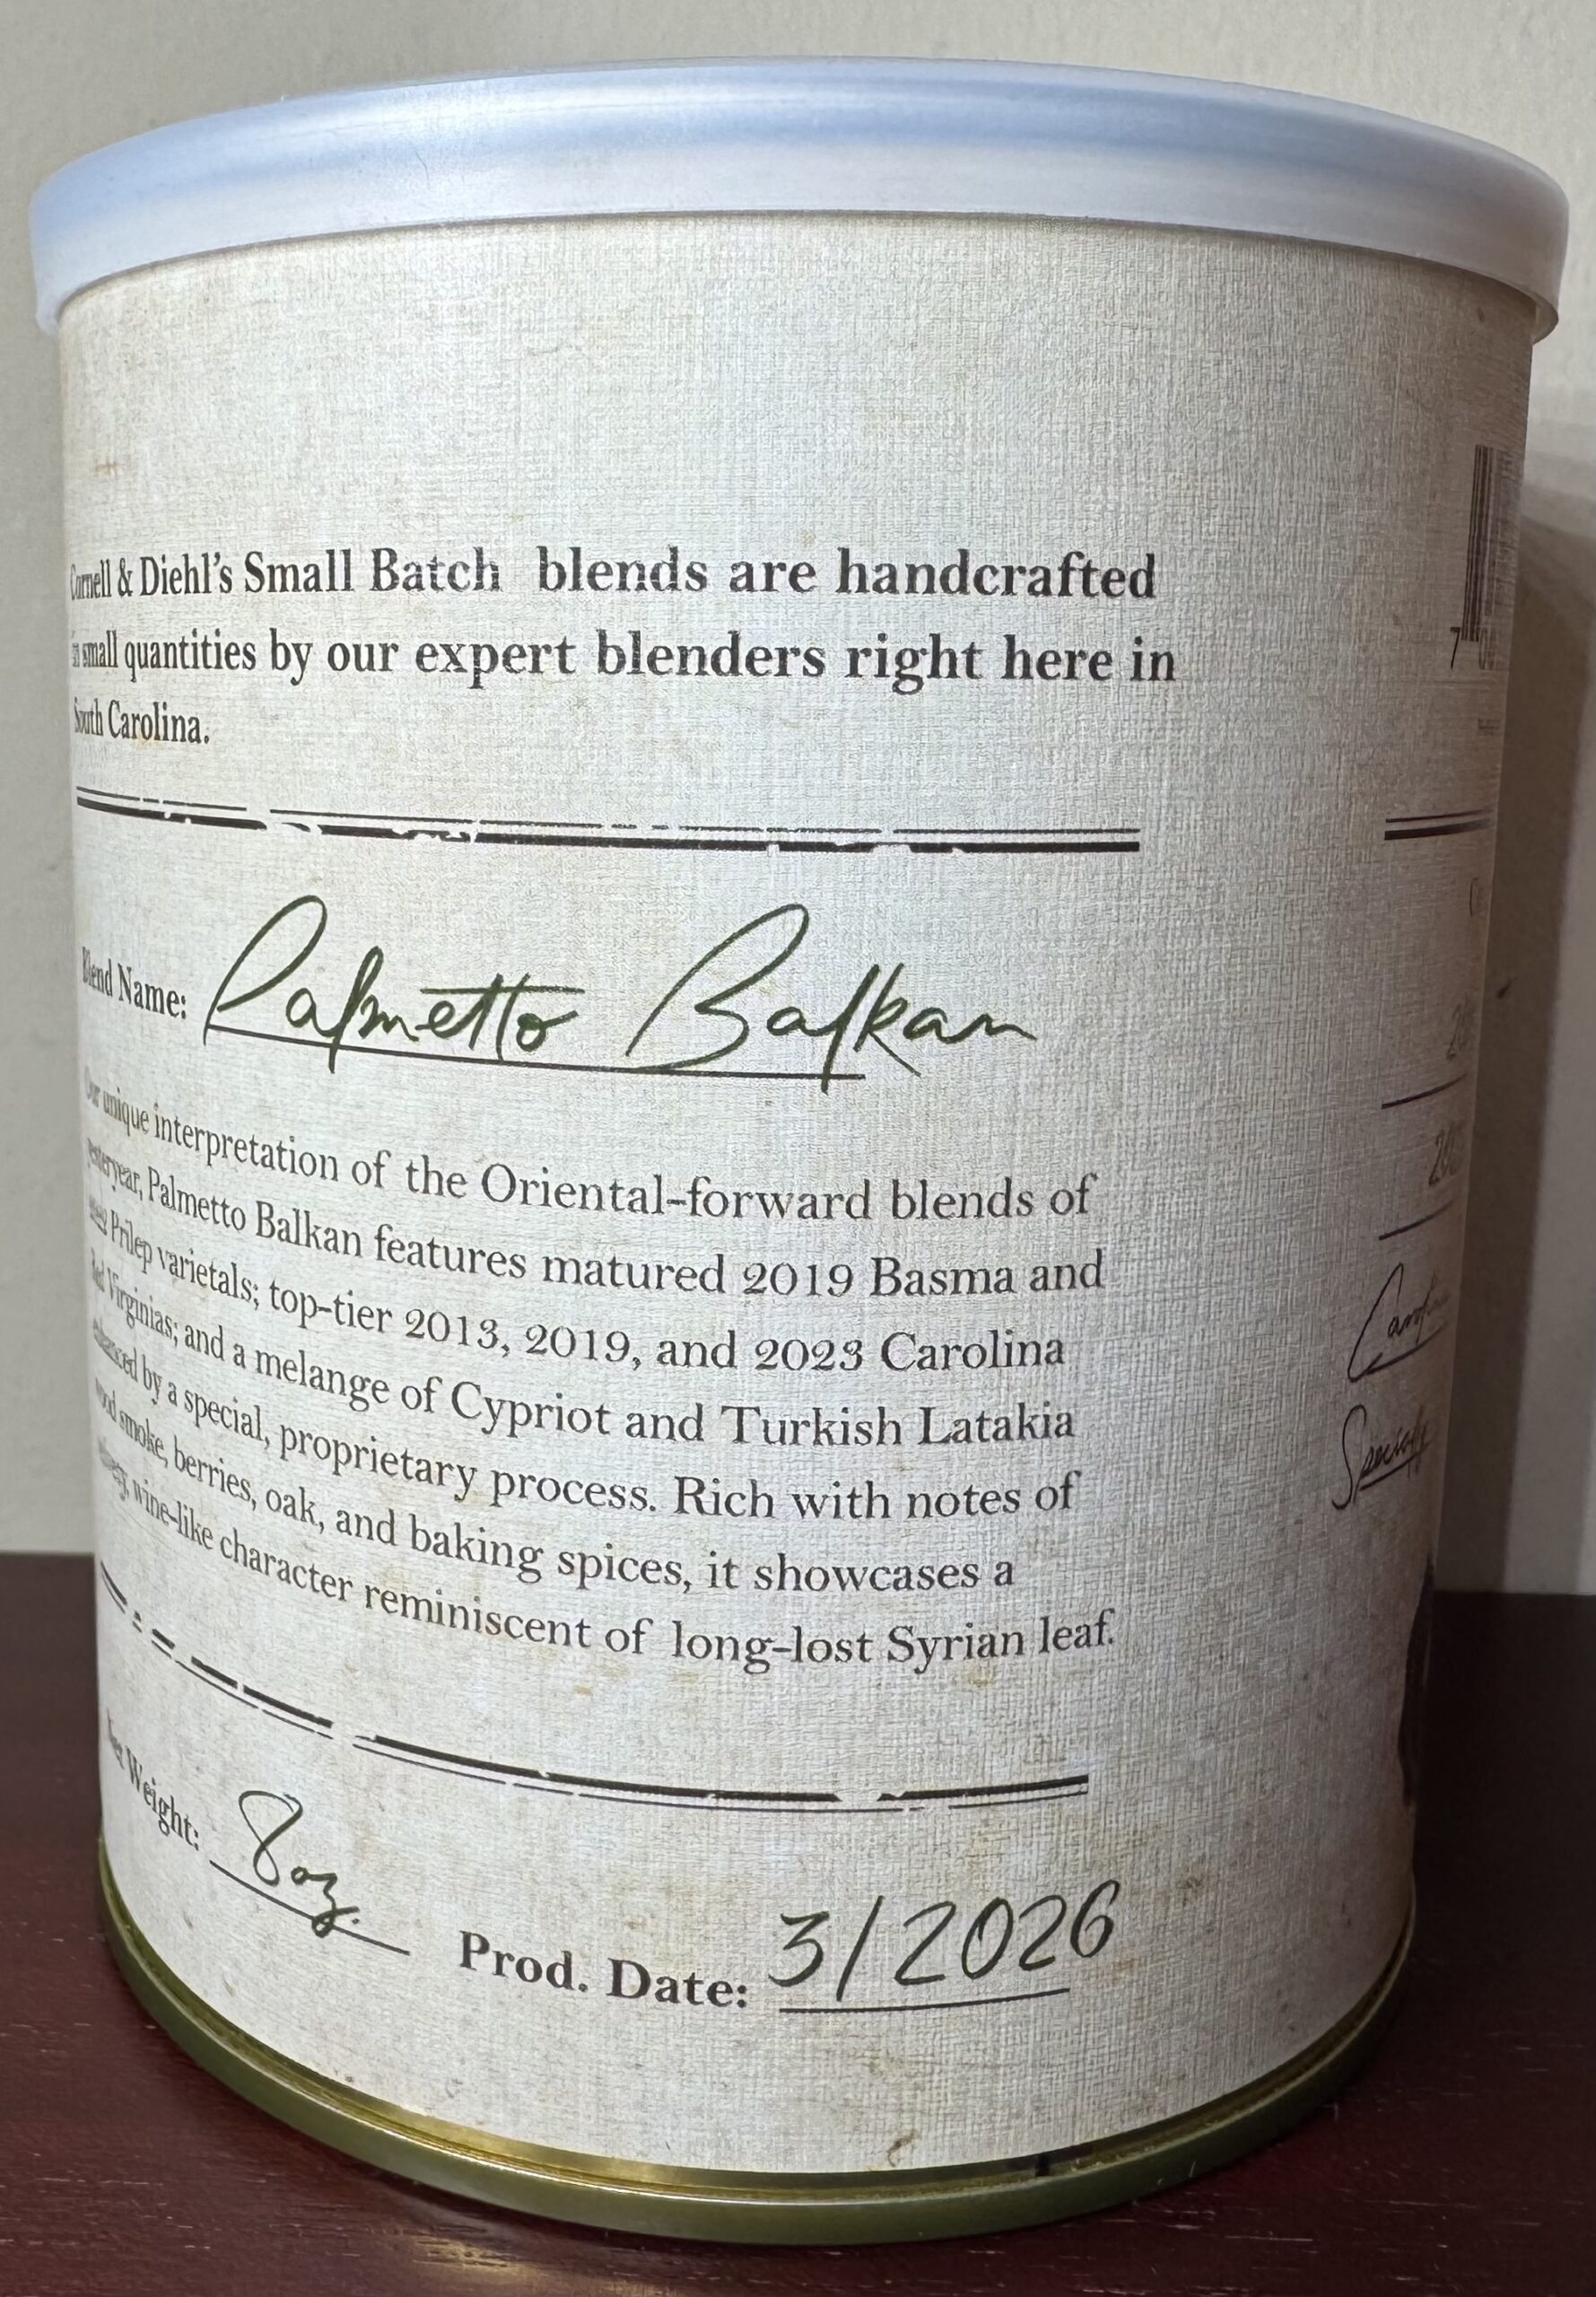 Cornell & Diehl's Small Batch blends are handcrafted
in small quantities by our expert blenders right here in
South Carolina.
Blend Name: Palmetto Balkan
Our unique interpretation of the Oriental-forward blends of
yesteryear, Palmetto Balkan features matured 2019 Basma and
Prilep varietals; top-tier 2013, 2019, and 2023 Carolina
Red Virginias; and a melange of Cypriot and Turkish Latakia
enhanced by a special, proprietary process. Rich with notes of
wood smoke, berries, oak, and baking spices, it showcases a
wine-like character reminiscent of long-lost Syrian leaf.
Net Weight: 8oz.
Prod. Date: 3/2026
7